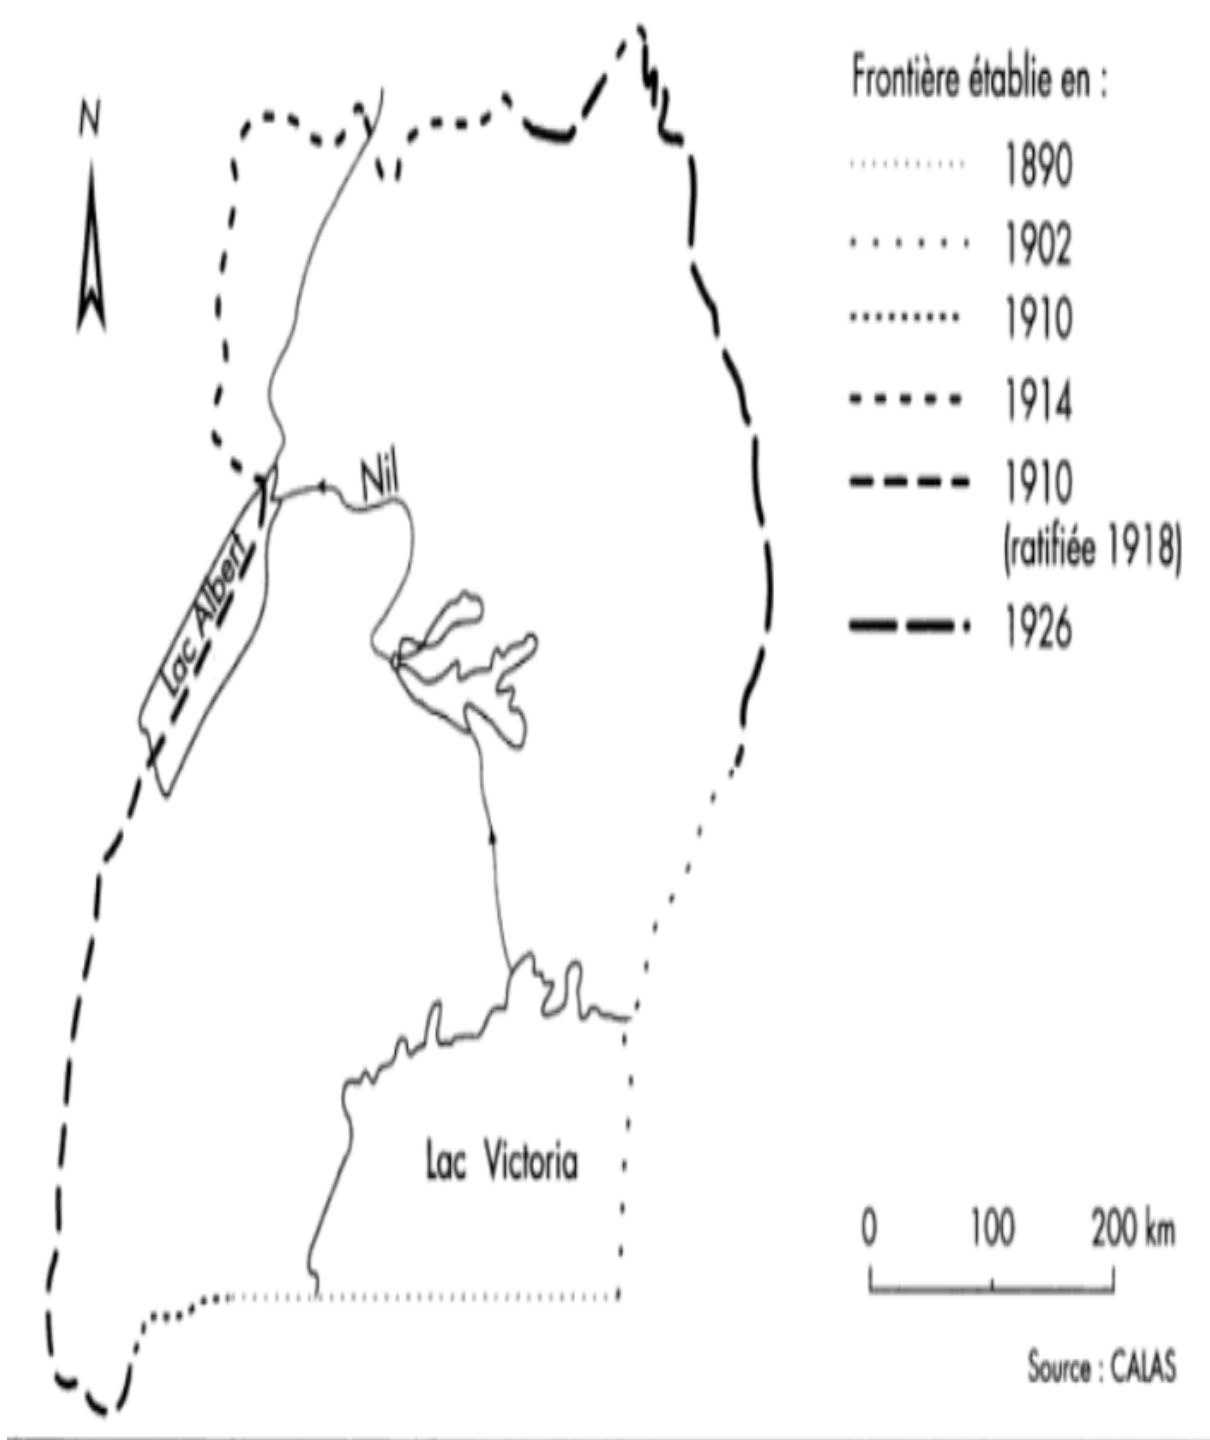 N
Frontière établie en :
1890
1902
1910
1914
1910
(ratifiée 1918)
1926
Nil
Lac Albert
Lac Victoria
0 100 200 km
Source : CALAS